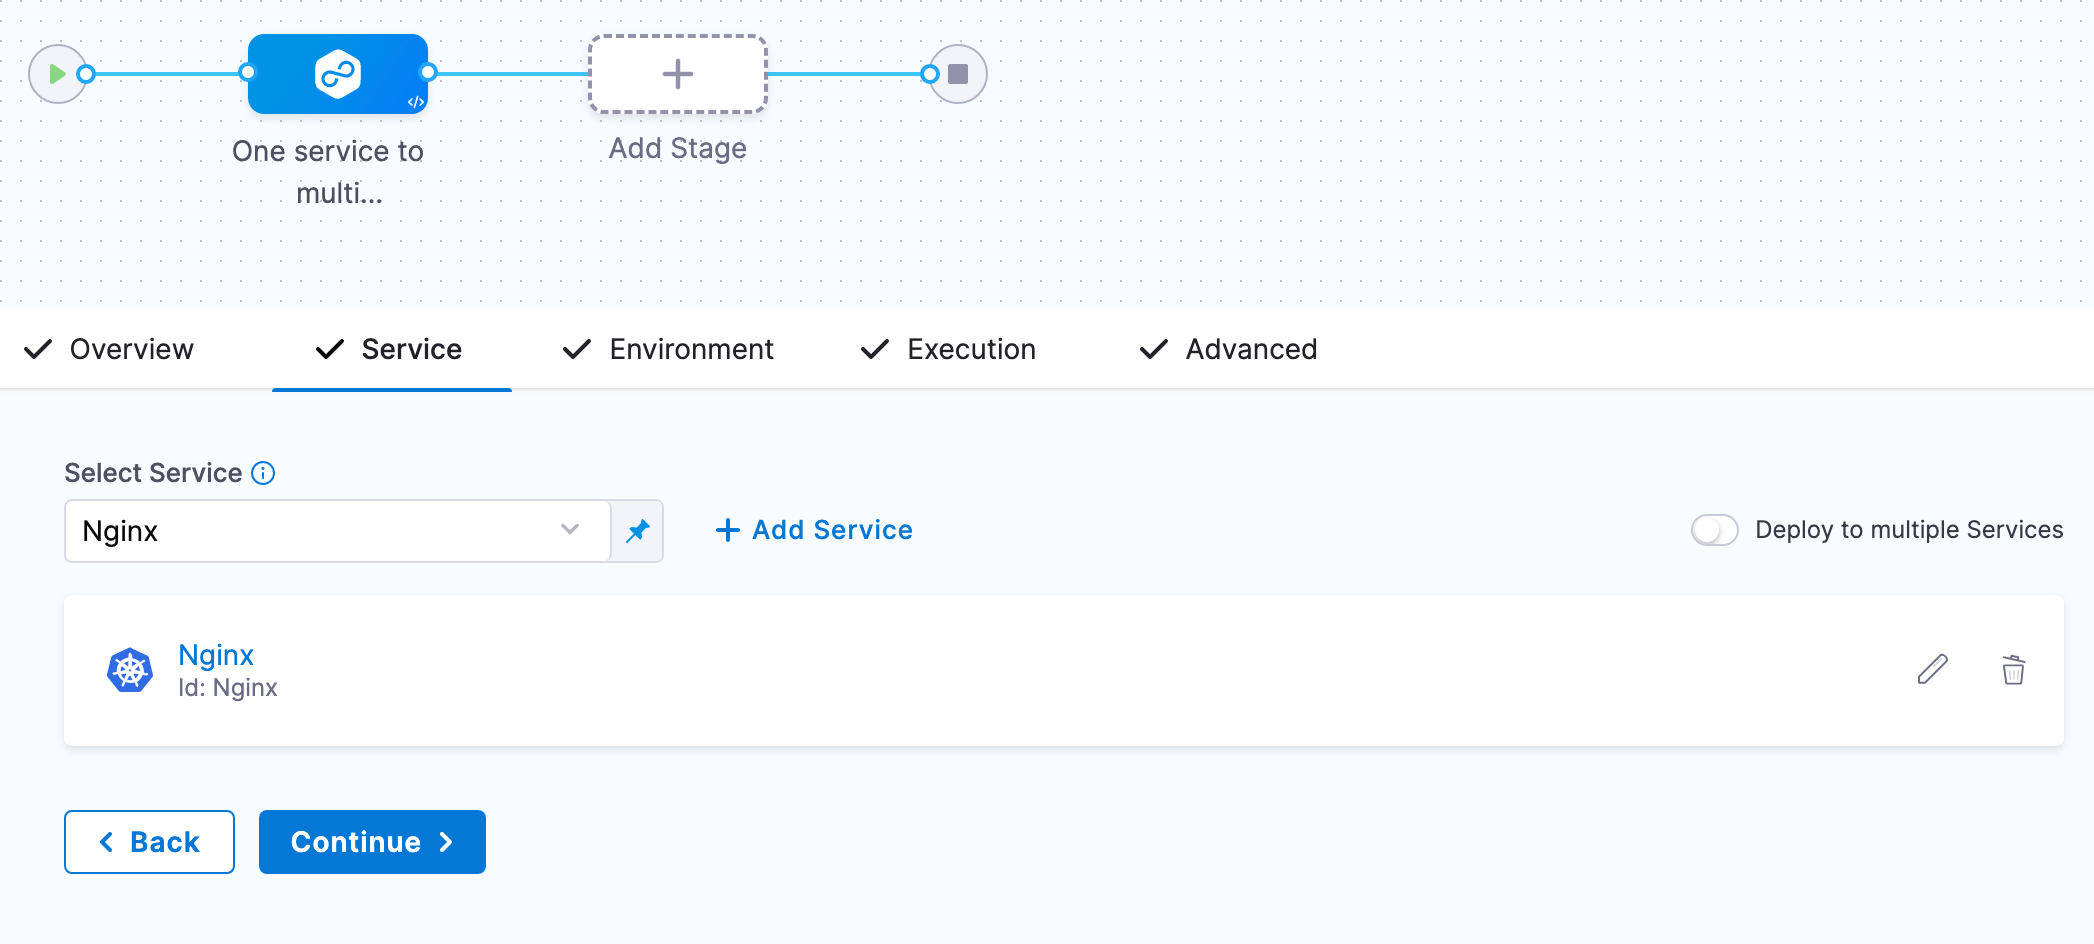 </>
One service to
multi...
Add Stage
Overview
Service
Environment
Execution
Advanced
Select Service
Nginx
+ Add Service
Deploy to multiple Services
Nginx
Id: Nginx
Back
Continue